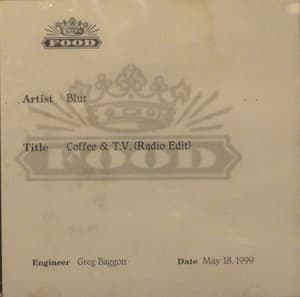 FOOD
Artist Blur
Title Coffee & T.V. (Radio Edit)
FOOD
Engineer Greg Baggott
Date May 18. 1999